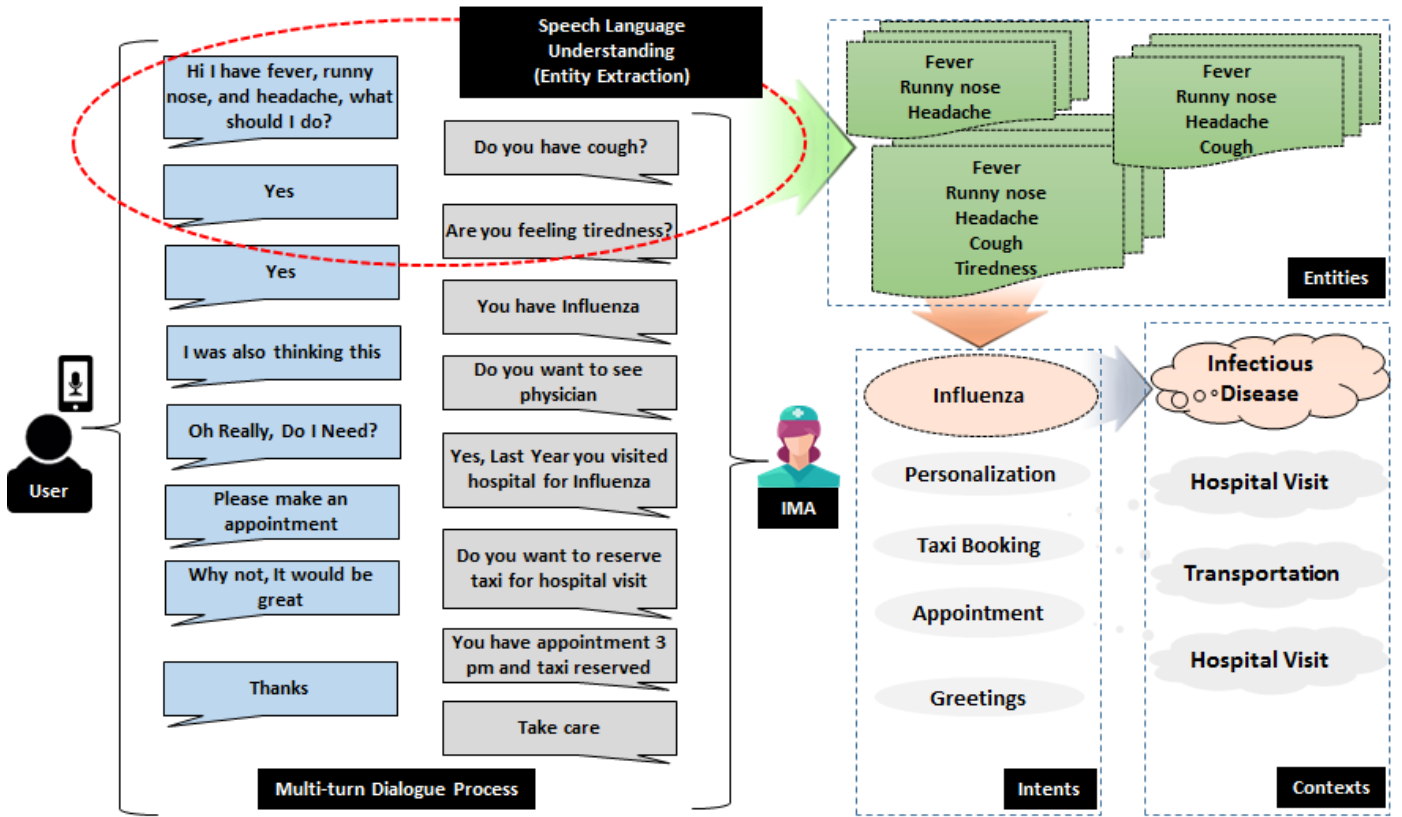 Speech Language
Understanding
(Entity Extraction)
Hi I have fever, runny
nose, and headache, what
should I do?
Do you have cough?
Yes
Are you feeling tiredness?
Yes
You have Influenza
I was also thinking this
Do you want to see
physician
Oh Really, Do I Need?
Yes, Last Year you visited
hospital for Influenza
Please make an
appointment
Do you want to reserve
taxi for hospital visit
Why not, It would be
great
You have appointment 3
pm and taxi reserved
Thanks
Take care
User
IMA
Multi-turn Dialogue Process
Fever
Runny nose
Headache
Fever
Runny nose
Headache
Cough
Fever
Runny nose
Headache
Cough
Tiredness
Entities
Influenza
Personalization
Taxi Booking
Appointment
Greetings
Intents
Infectious
Disease
Hospital Visit
Transportation
Hospital Visit
Contexts